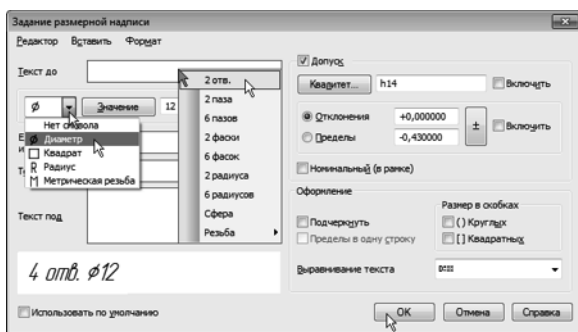 Задание размерной надписи
Редактор Вставить Формат
Текст до
ø Значение 12
Нет символа
Диаметр
Квадрат
R Радиус
M Метрическая резьба
2 отв.
2 паза
6 пазов
2 фаски
6 фасок
2 радиуса
6 радиусов
Сфера
Резьба
Текст под
4 отв. ø12
Использовать по умолчанию
Допуск
Квалитет... h14 Включить
Отклонения +0,000000
Пределы -0,430000
± Включить
Номинальный (в рамке)
Оформление
Подчеркнуть
Пределы в одну строку
Размер в скобках
( ) Круглых
[ ] Квадратных
Выравнивание текста
OK Отмена Справка